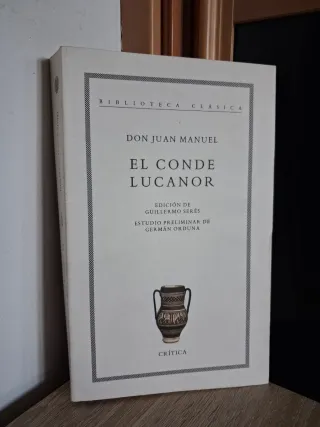 BIBLIOTECA CLÁSICA
DON JUAN MANUEL
EL CONDE
LUCANOR
EDICIÓN DE
GUILLERMO SERÉS
ESTUDIO PRELIMINAR DE
GERMÁN ORDUNA
CRÍTICA